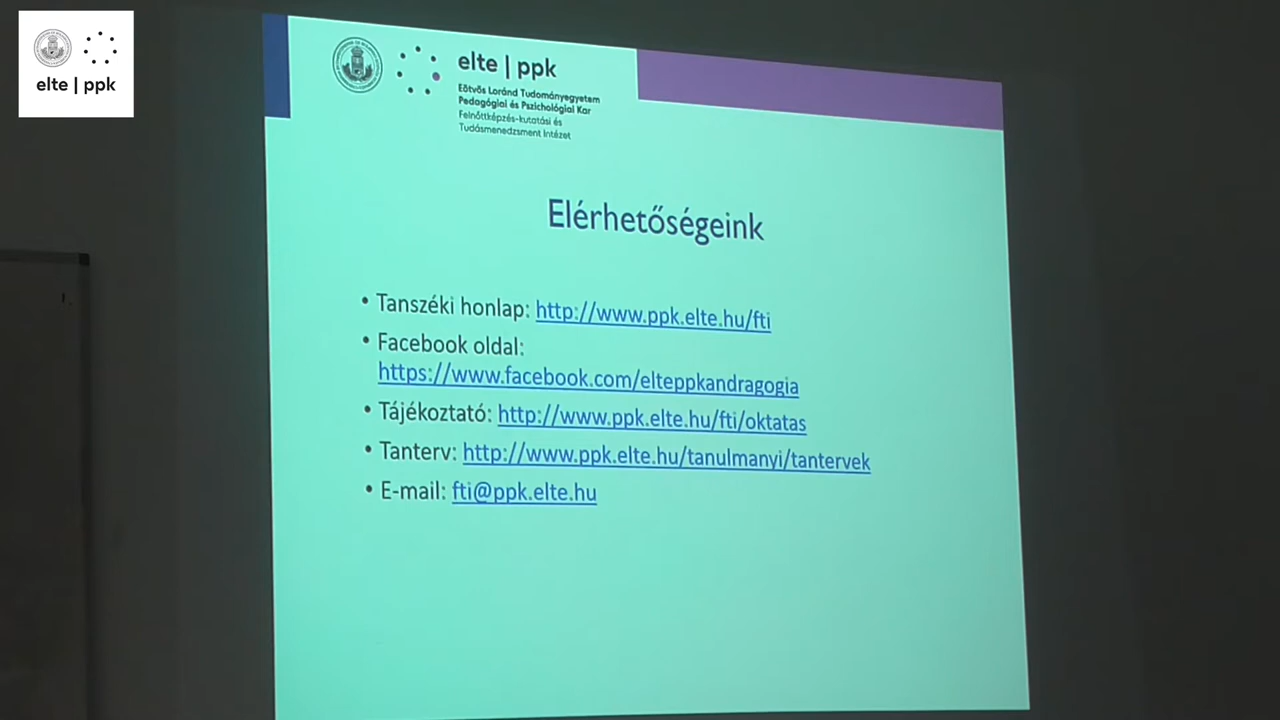 elte | ppk
elte | ppk
Eötvös Loránd Tudományegyetem
Pedagógiai és Pszichológiai Kar
Felnőttképzés-kutatási és
Tudásmenedzsment Intézet
Elérhetőségeink
• Tanszéki honlap: http://www.ppk.elte.hu/fti
• Facebook oldal:
https://www.facebook.com/elteppkandragogia
• Tájékoztató: http://www.ppk.elte.hu/fti/oktatas
• Tanterv: http://www.ppk.elte.hu/tanulmanyi/tantervek
• E-mail: fti@ppk.elte.hu